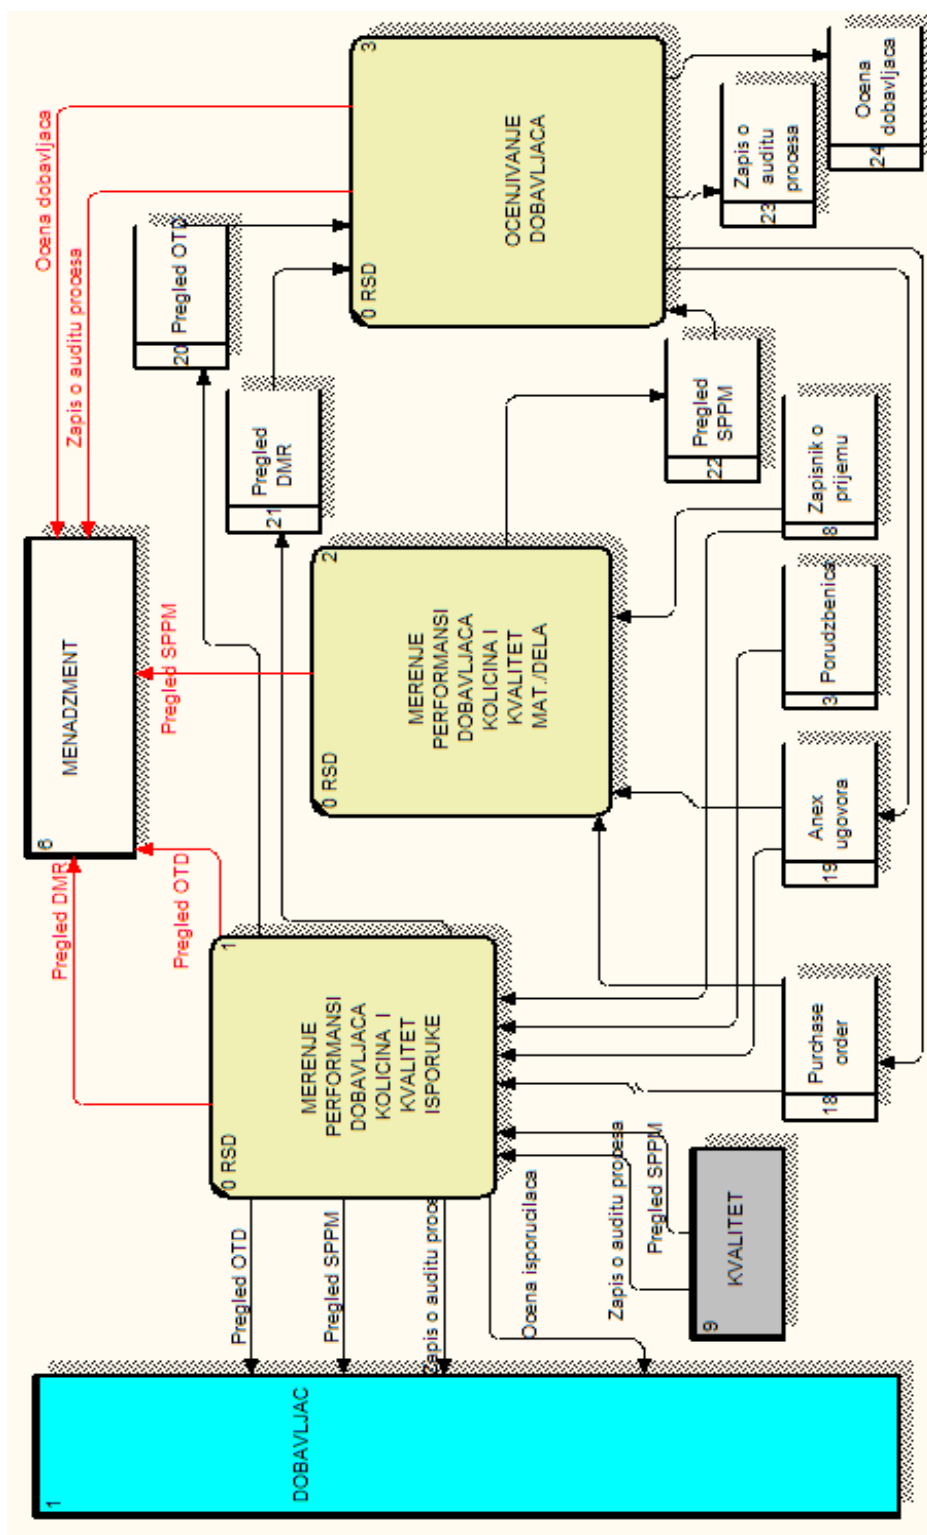 1
DOBAVLJAC
Pregled OTD
Pregled SPPM
Zapis o auditu proce
Ocena isporucilaca
Zapis o auditu procesa
Pregled SPPM
9
KVALITET
0 RSD
1
MERENJE
PERFORMANSI
DOBAVLJACA
KOLICINA I
KVALITET
ISPORUKE
Pregled DMR
Pregled OTD
6
MENADZMENT
Pregled SPPM
Ocena dobavljaca
Zapis o auditu procesa
20
Pregled OTD
21
Pregled
DMR
0 RSD
2
MERENJE
PERFORMANSI
DOBAVLJACA
KOLICINA I
KVALITET
MAT./DELA
0 RSD
3
OCENJIVANJE
DOBAVLJACA
22
Pregled
SPPM
23
Zapis o
auditu
procesa
24
Ocena
dobavljaca
18
Purchase
order
19
Anex
ugovora
3
Porudzbenica
8
Zapisnik o
prijemu